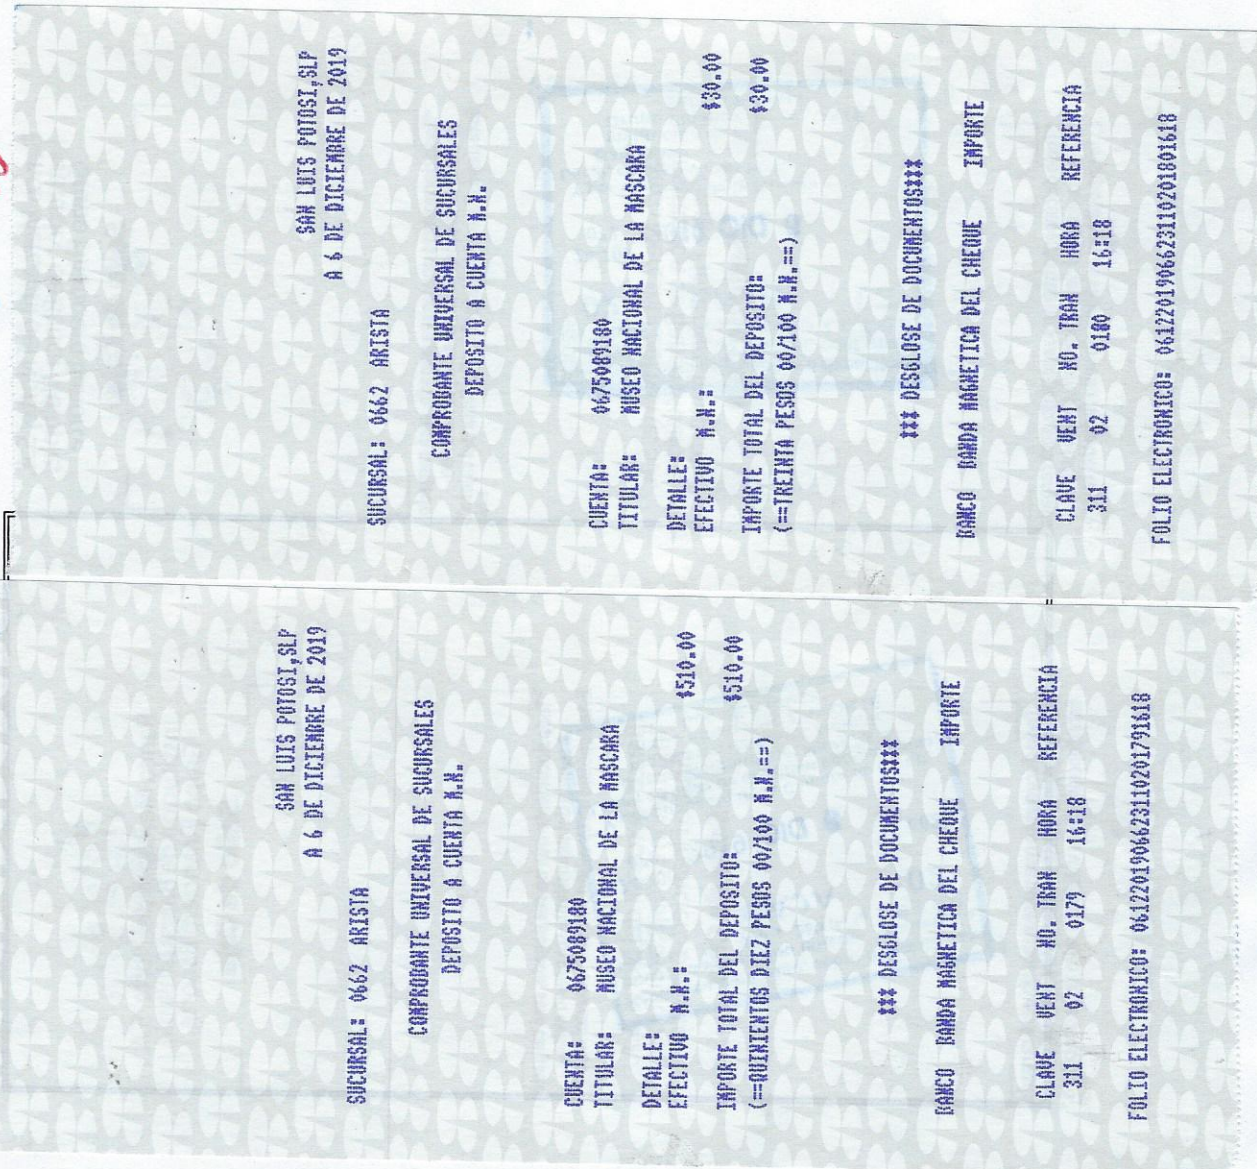 SAN LUIS POTOSI,SLP
A 6 DE DICIEMBRE DE 2019
SUCURSAL: 0662 ARISTA
COMPROBANTE UNIVERSAL DE SUCURSALES
DEPOSITO A CUENTA M.N.
CUENTA: 0675089180
TITULAR: MUSEO NACIONAL DE LA MASCARA
DETALLE:
EFECTIVO M.N.: $510.00
IMPORTE TOTAL DEL DEPOSITO: $510.00
(==QUINIENTOS DIEZ PESOS 00/100 M.N.==)
*** DESGLOSE DE DOCUMENTOS***
BANCO BANDA MAGNETICA DEL CHEQUE IMPORTE
CLAVE VENT NO. TRAN HORA REFERENCIA
311 02 0179 16:18
FOLIO ELECTRONICO: 0612201906623110201791618
SAN LUIS POTOSI,SLP
A 6 DE DICIEMBRE DE 2019
SUCURSAL: 0662 ARISTA
COMPROBANTE UNIVERSAL DE SUCURSALES
DEPOSITO A CUENTA M.N.
CUENTA: 0675089180
TITULAR: MUSEO NACIONAL DE LA MASCARA
DETALLE:
EFECTIVO M.N.: $30.00
IMPORTE TOTAL DEL DEPOSITO: $30.00
(==TREINTA PESOS 00/100 M.N.==)
*** DESGLOSE DE DOCUMENTOS***
BANCO BANDA MAGNETICA DEL CHEQUE IMPORTE
CLAVE VENT NO. TRAN HORA REFERENCIA
311 02 0180 16:18
FOLIO ELECTRONICO: 0612201906623110201801618